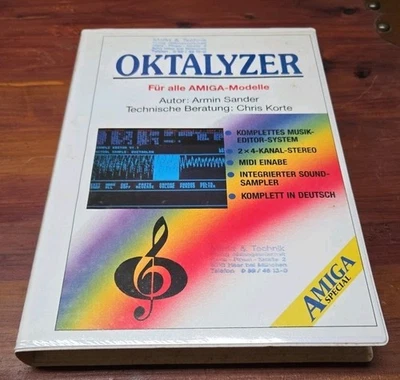 OKTALYZER
Für alle AMIGA-Modelle
Autor: Armin Sander
Technische Beratung: Chris Korte
• KOMPLETTES MUSIK-
EDITOR-SYSTEM
• 2×4-KANAL-STEREO
• MIDI EINABE
• INTEGRIERTER SOUND-
SAMPLER
• KOMPLETT IN DEUTSCH
& Technik
Telefon
AMIGA
SPECIAL